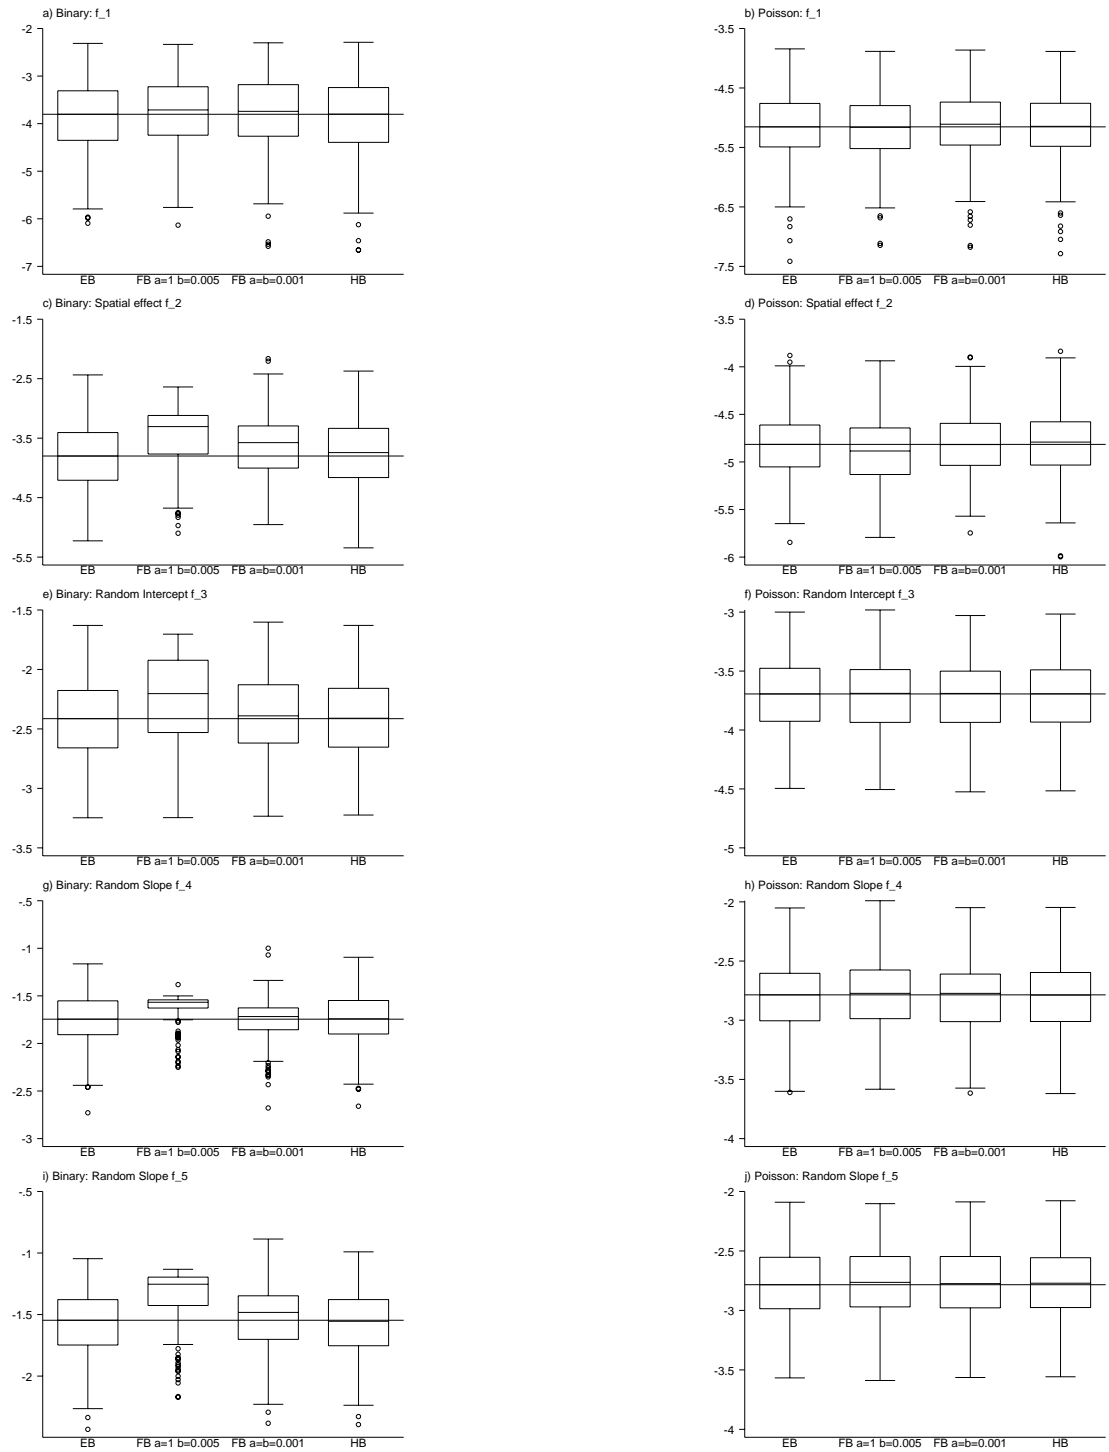 a) Binary: f_1
-2
-3
-4
-5
-6
-7
EB FB a=1 b=0.005 FB a=b=0.001 HB
b) Poisson: f_1
-3.5
-4.5
-5.5
-6.5
-7.5
EB FB a=1 b=0.005 FB a=b=0.001 HB
c) Binary: Spatial effect f_2
-1.5
-2.5
-3.5
-4.5
-5.5
EB FB a=1 b=0.005 FB a=b=0.001 HB
d) Poisson: Spatial effect f_2
-3.5
-4
-4.5
-5
-5.5
-6
EB FB a=1 b=0.005 FB a=b=0.001 HB
e) Binary: Random Intercept f_3
-1.5
-2
-2.5
-3
-3.5
EB FB a=1 b=0.005 FB a=b=0.001 HB
f) Poisson: Random Intercept f_3
-3
-3.5
-4
-4.5
-5
EB FB a=1 b=0.005 FB a=b=0.001 HB
g) Binary: Random Slope f_4
-.5
-1
-1.5
-2
-2.5
-3
EB FB a=1 b=0.005 FB a=b=0.001 HB
h) Poisson: Random Slope f_4
-2
-2.5
-3
-3.5
-4
EB FB a=1 b=0.005 FB a=b=0.001 HB
i) Binary: Random Slope f_5
-.5
-1
-1.5
-2
EB FB a=1 b=0.005 FB a=b=0.001 HB
j) Poisson: Random Slope f_5
-2
-2.5
-3
-3.5
-4
EB FB a=1 b=0.005 FB a=b=0.001 HB